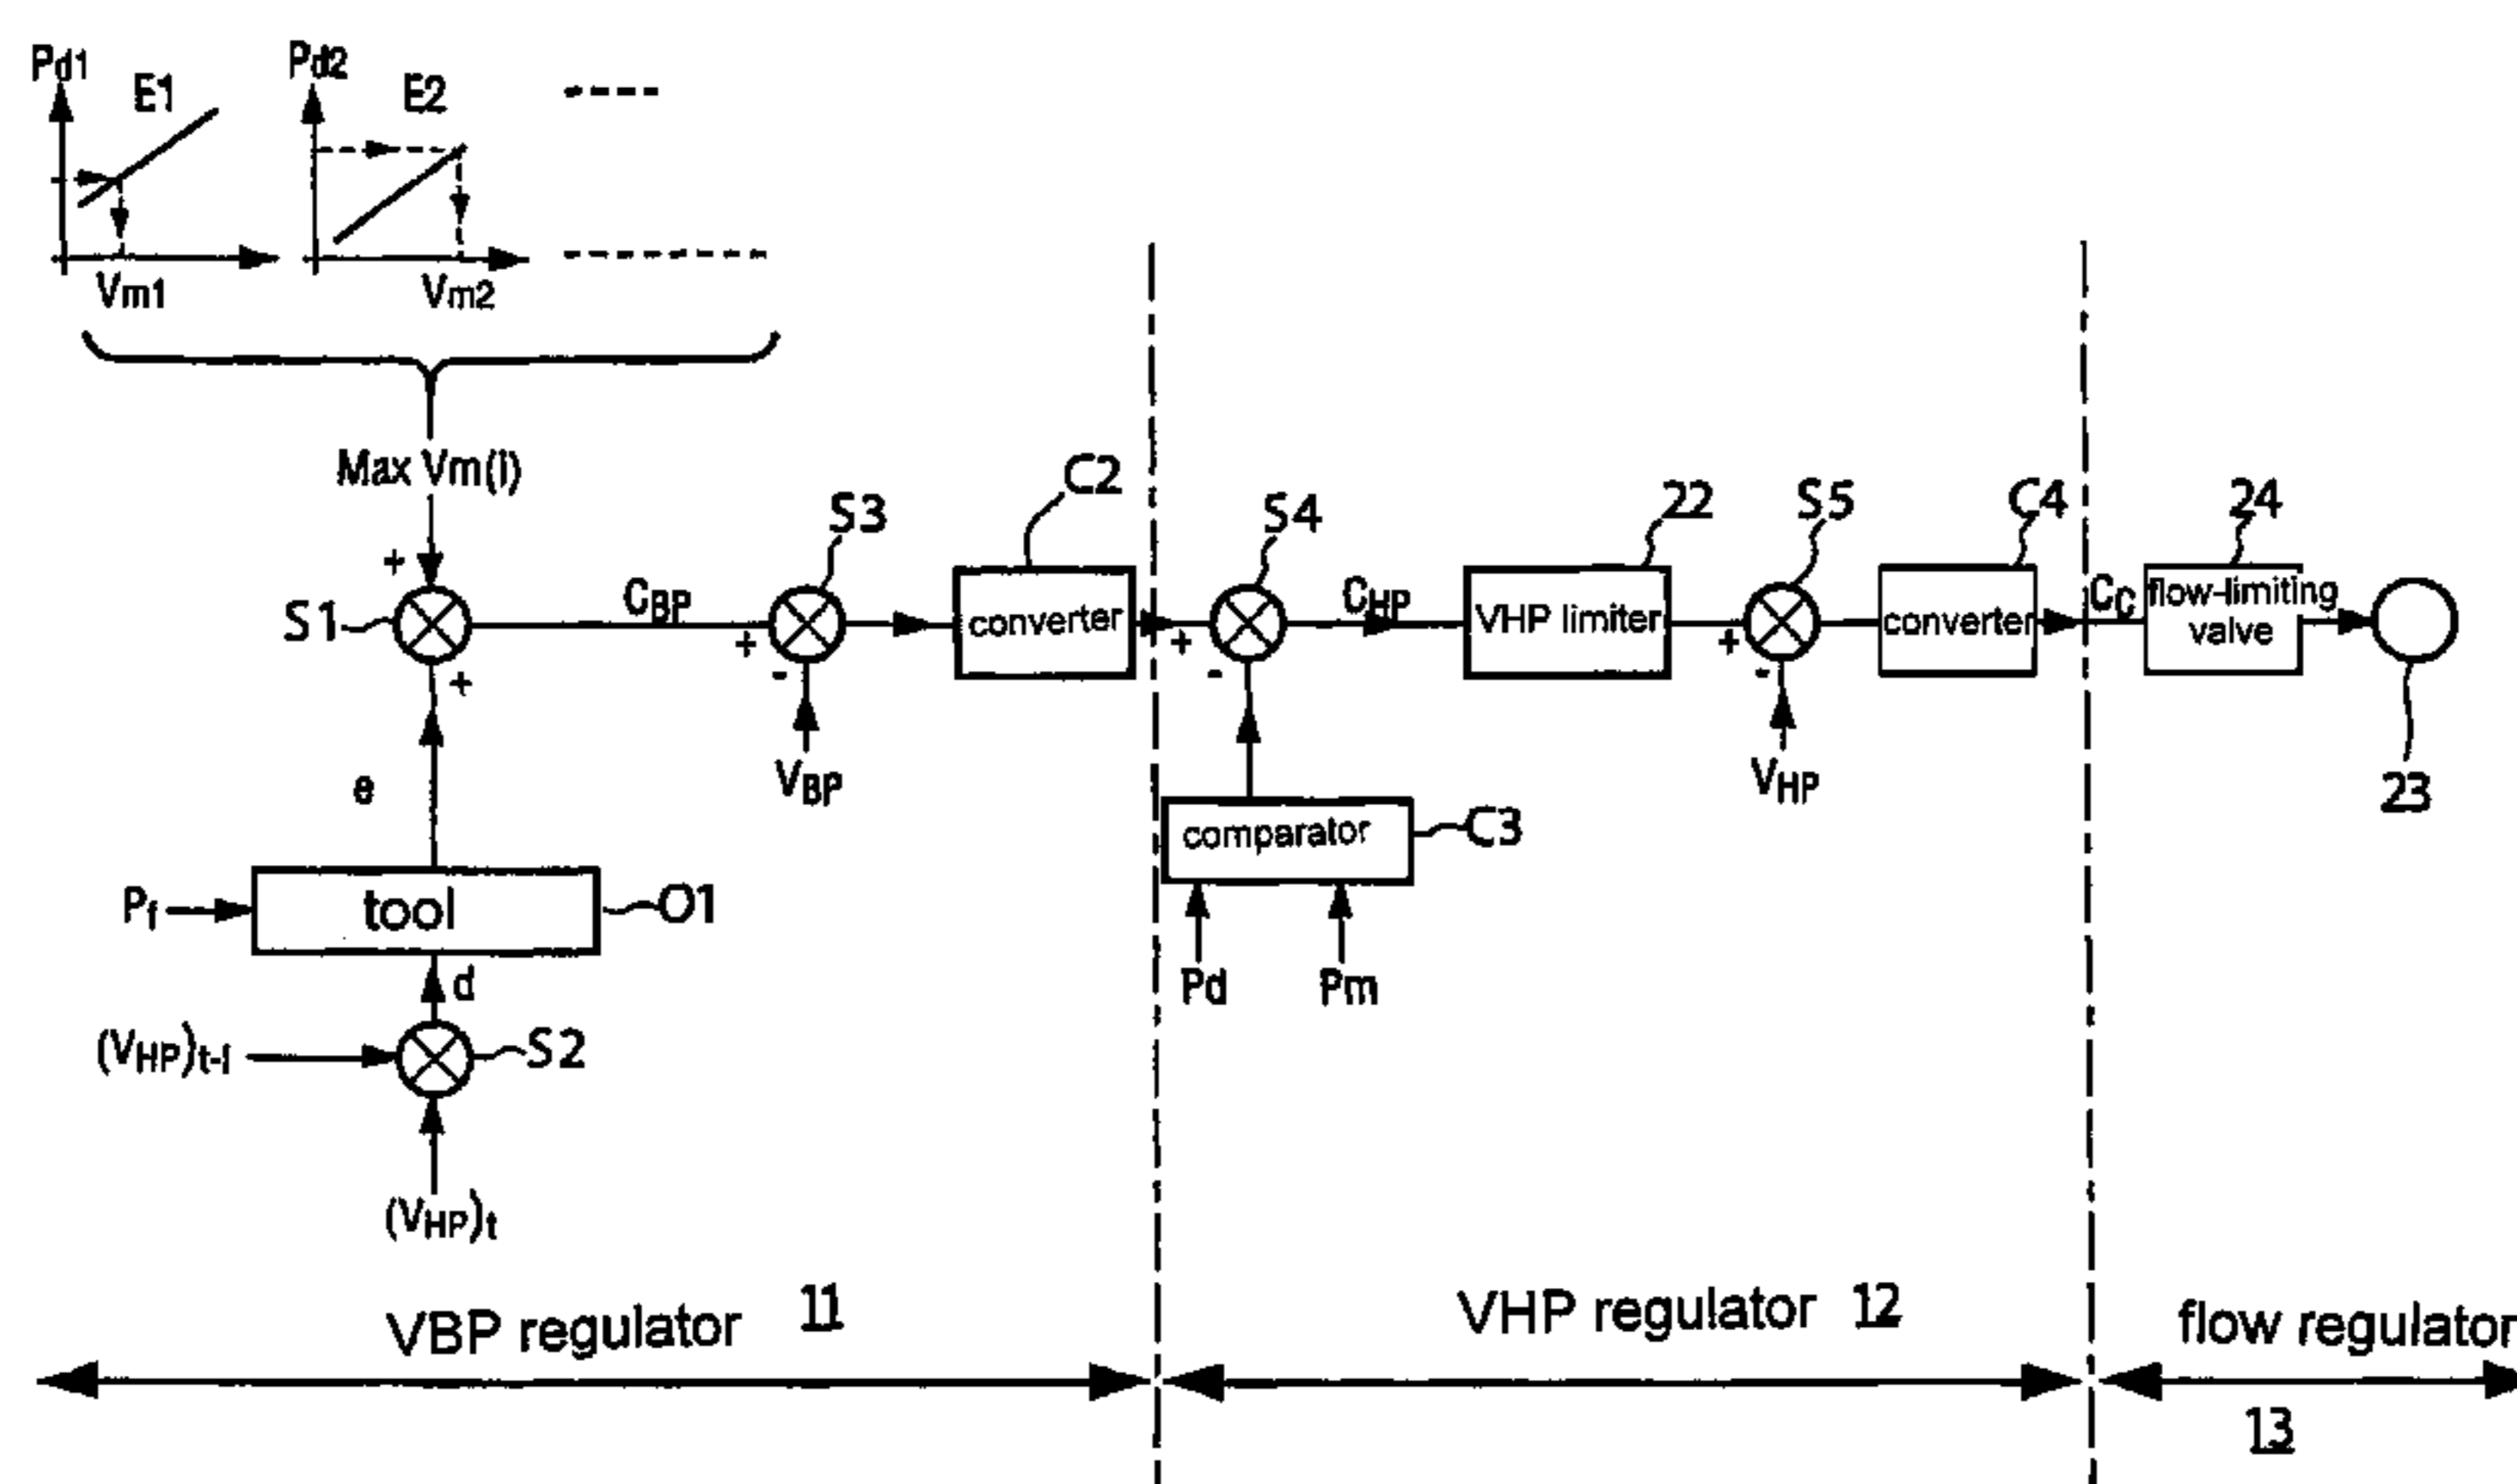 Pd1
E1
Pd2
E2
Vm1
Vm2
Max Vm(i)
+
S1
+
CBP
S3
+
-
VBP
C2
converter
S4
+
-
CHP
22
VHP limiter
S5
+
-
VHP
C4
converter
CC
24
flow-limiting
valve
23
e
comparator
C3
Pd
Pm
Pf
tool
O1
d
(VHP)t-1
S2
(VHP)t
VBP regulator 11
VHP regulator 12
flow regulator
13